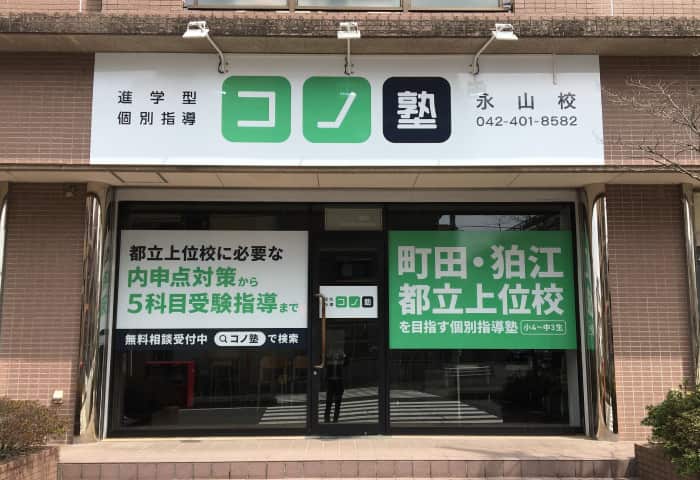 進学型
個別指導
コノ塾
永山校
042-401-8582
都立上位校に必要な
内申点対策から
5科目受験指導まで
無料相談受付中 コノ塾 で検索
コノ塾
町田・狛江
都立上位校
を目指す個別指導塾 小4〜中3生